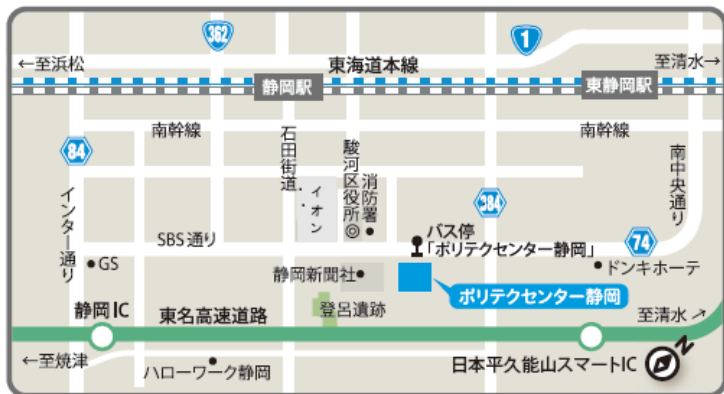 362
1
←至浜松
東海道本線
至清水→
静岡駅
東静岡駅
南幹線
南幹線
84
石田街道
駿河区役所◎
消防署●
南中央通り
イオン
インター通り
384
バス停
「ポリテクセンター静岡」
SBS通り
74
●GS
静岡新聞社●
●ドンキホーテ
ポリテクセンター静岡
静岡IC
東名高速道路
登呂遺跡
至清水↗
←至焼津
ハローワーク静岡
日本平久能山スマートIC
N